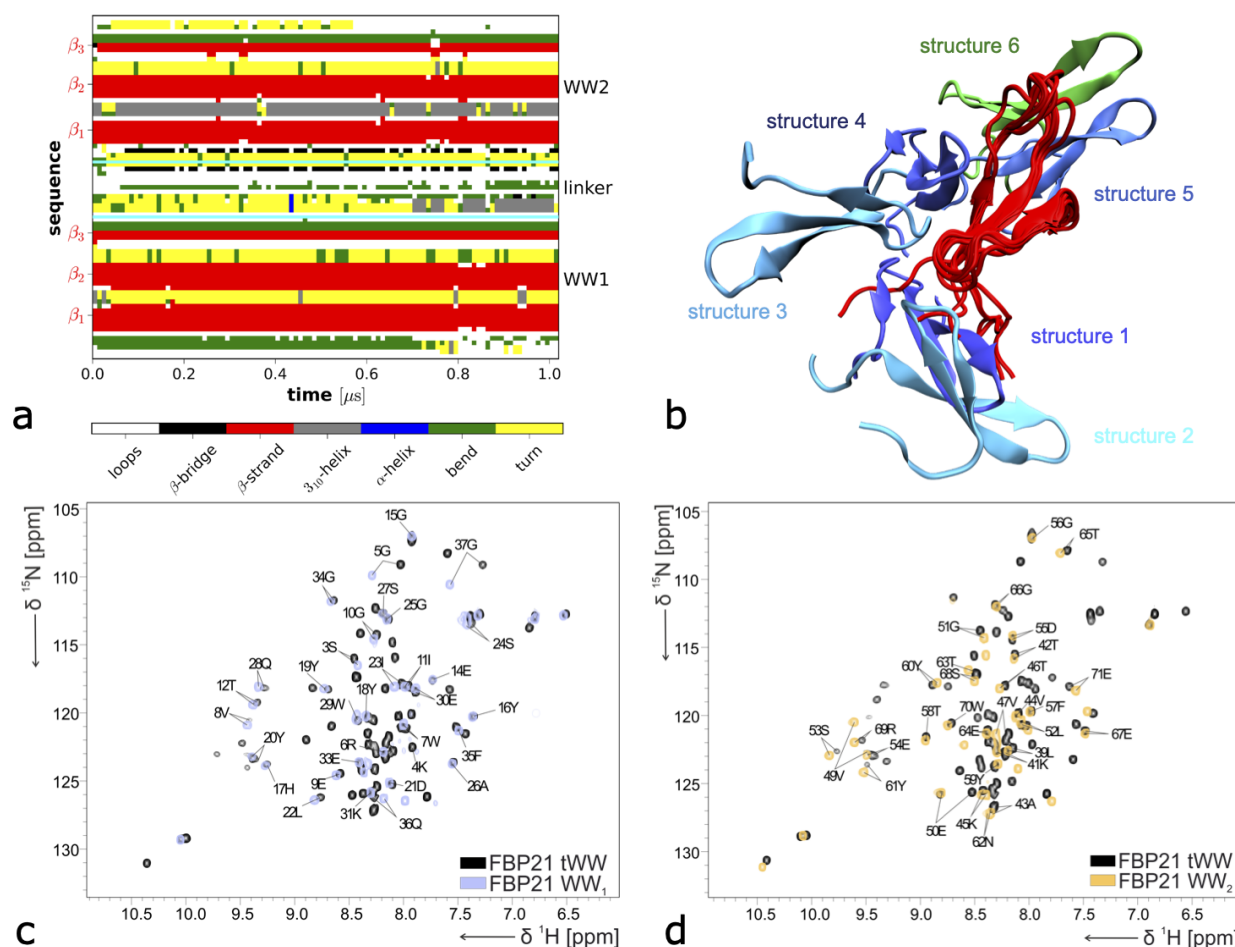 β3
β2
β1
β3
β2
β1
sequence
WW2
linker
WW1
0.0 0.2 0.4 0.6 0.8 1.0
time [μs]
a
loops
β-bridge
β-strand
3₁₀-helix
α-helix
bend
turn
structure 6
structure 4
structure 5
structure 3
structure 1
structure 2
b
105
110
115
120
125
130
δ ¹⁵N [ppm]
15G
5G
37G
34G
27S
25G
10G
24S
3S
23I
11I
14E
28Q
19Y
12T
29W
18Y
30E
16Y
8V
7W
20Y
6R
35F
33E
4K
17H
9E
21D
26A
22L
31K
36Q
FBP21 tWW
FBP21 WW₁
10.0 9.5 9.0 8.5 8.0 7.5 7.0 6.5 6.0
δ ¹H [ppm]
c
105
110
115
120
125
130
δ ¹⁵N [ppm]
56G
65T
66G
51G
55D
42T
63T
60Y
68S
46T
71E
47V
44V
57F
53S
58T
70W
52L
69R
64E
67E
54E
39L
49V
41K
61Y
59Y
50E
45K
43A
62N
FBP21 tWW
FBP21 WW₂
10.5 10.0 9.5 9.0 8.5 8.0 7.5 7.0 6.5 6.0
δ ¹H [ppm]
d